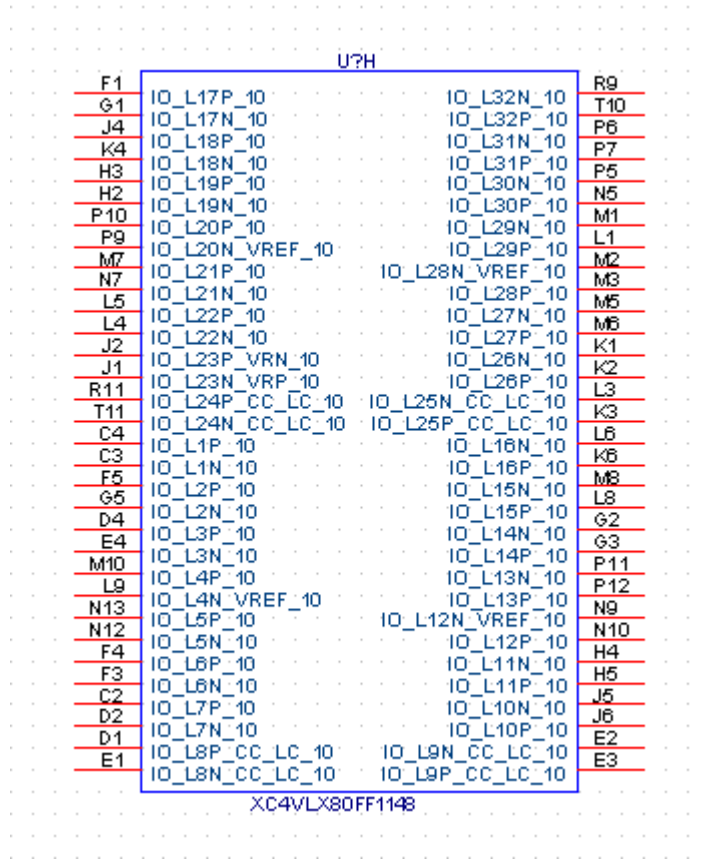 U?H
F1 IO_L17P_10 IO_L32N_10 R9
G1 IO_L17N_10 IO_L32P_10 T10
J4 IO_L18P_10 IO_L31N_10 P6
K4 IO_L18N_10 IO_L31P_10 P7
H3 IO_L19P_10 IO_L30N_10 P5
H2 IO_L19N_10 IO_L30P_10 N5
P10 IO_L20P_10 IO_L29N_10 M1
P9 IO_L20N_VREF_10 IO_L29P_10 L1
M7 IO_L21P_10 IO_L28N_VREF_10 M2
N7 IO_L21N_10 IO_L28P_10 M3
L5 IO_L22P_10 IO_L27N_10 M5
L4 IO_L22N_10 IO_L27P_10 M6
J2 IO_L23P_VRN_10 IO_L26N_10 K1
J1 IO_L23N_VRP_10 IO_L26P_10 K2
R11 IO_L24P_CC_LC_10 IO_L25N_CC_LC_10 L3
T11 IO_L24N_CC_LC_10 IO_L25P_CC_LC_10 K3
C4 IO_L1P_10 IO_L16N_10 L6
C3 IO_L1N_10 IO_L16P_10 K6
F5 IO_L2P_10 IO_L15N_10 M8
G5 IO_L2N_10 IO_L15P_10 L8
D4 IO_L3P_10 IO_L14N_10 G2
E4 IO_L3N_10 IO_L14P_10 G3
M10 IO_L4P_10 IO_L13N_10 P11
L9 IO_L4N_VREF_10 IO_L13P_10 P12
N13 IO_L5P_10 IO_L12N_VREF_10 N9
N12 IO_L5N_10 IO_L12P_10 N10
F4 IO_L6P_10 IO_L11N_10 H4
F3 IO_L6N_10 IO_L11P_10 H5
C2 IO_L7P_10 IO_L10N_10 J5
D2 IO_L7N_10 IO_L10P_10 J6
D1 IO_L8P_CC_LC_10 IO_L9N_CC_LC_10 E2
E1 IO_L8N_CC_LC_10 IO_L9P_CC_LC_10 E3
XC4VLX80FF1148